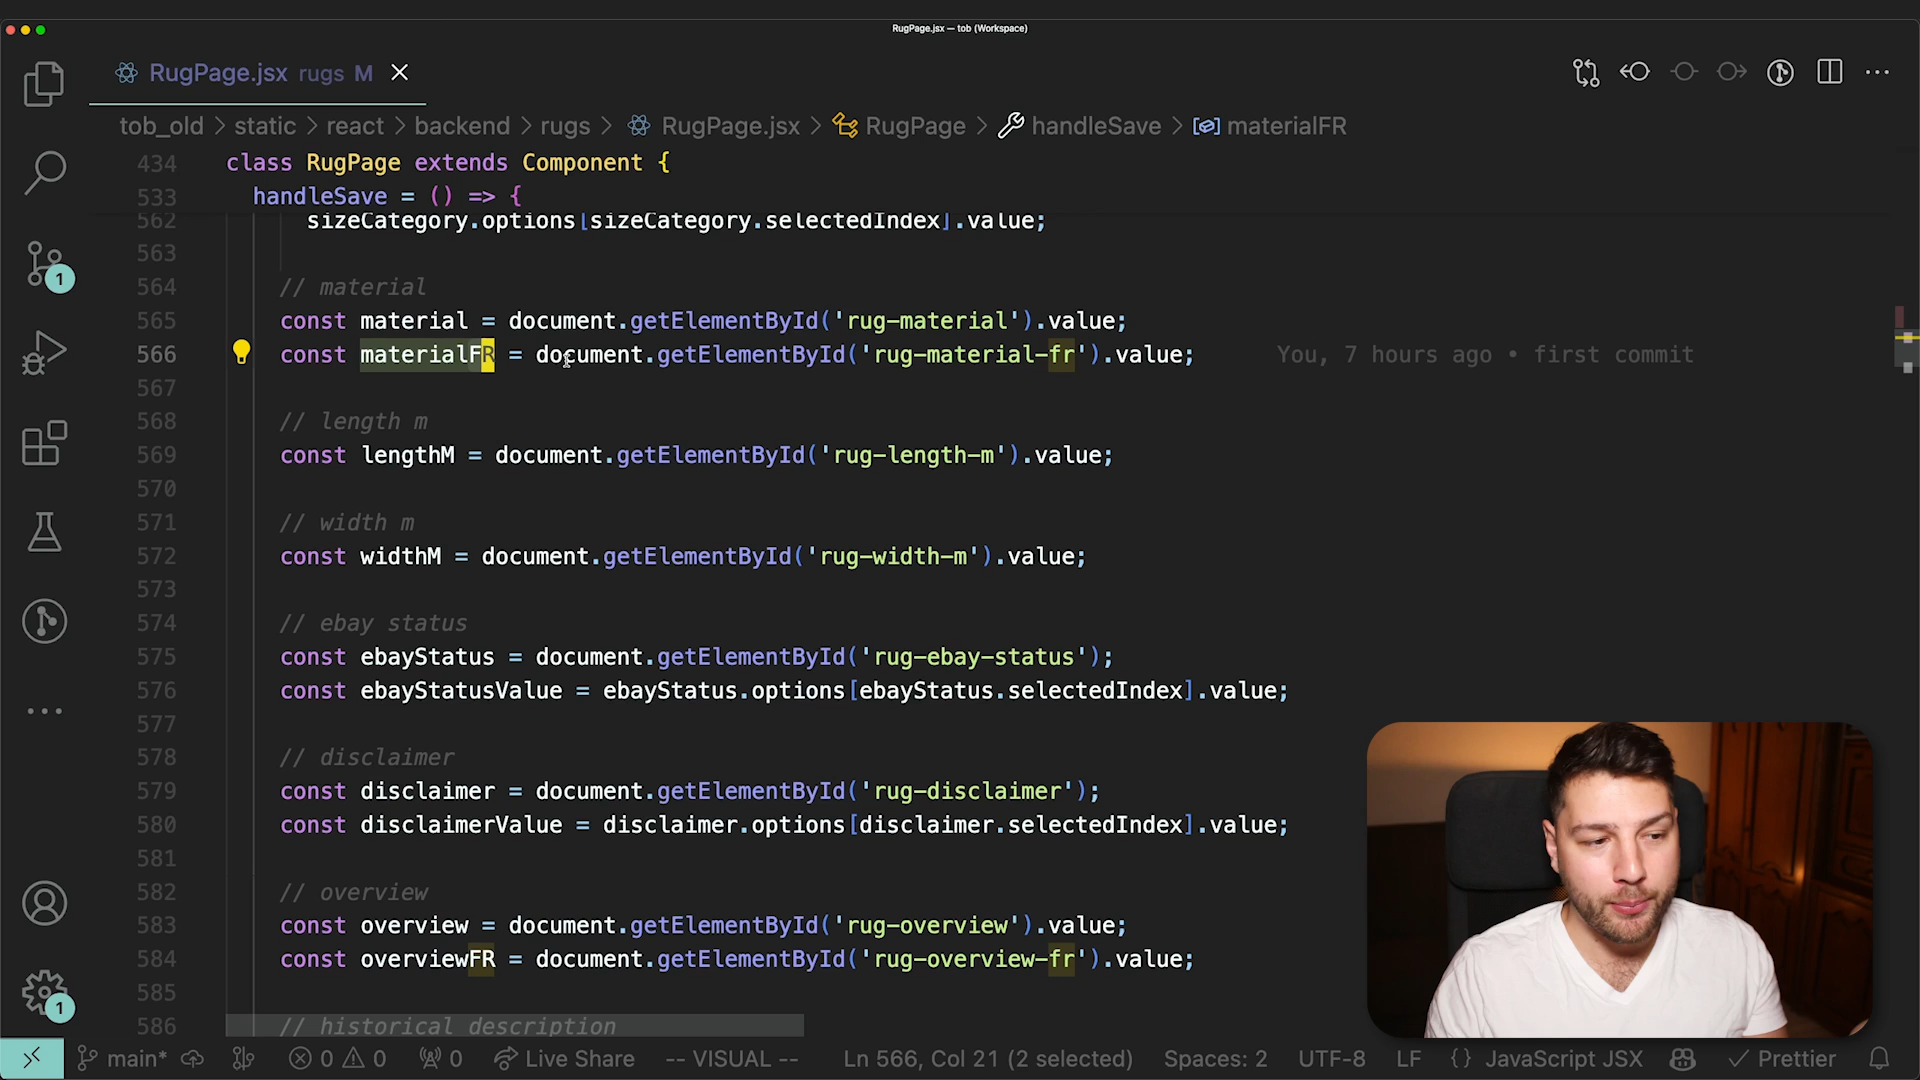 RugPage.jsx — tob (Workspace)
RugPage.jsx rugs M
tob_old > static > react > backend > rugs > RugPage.jsx > RugPage > handleSave > materialFR
434 class RugPage extends Component {
533 handleSave = () => {
562 sizeCategory.options[sizeCategory.selectedIndex].value;
563
564 // material
565 const material = document.getElementById('rug-material').value;
566 const materialFR = document.getElementById('rug-material-fr').value; You, 7 hours ago • first commit
567
568 // length m
569 const lengthM = document.getElementById('rug-length-m').value;
570
571 // width m
572 const widthM = document.getElementById('rug-width-m').value;
573
574 // ebay status
575 const ebayStatus = document.getElementById('rug-ebay-status');
576 const ebayStatusValue = ebayStatus.options[ebayStatus.selectedIndex].value;
577
578 // disclaimer
579 const disclaimer = document.getElementById('rug-disclaimer');
580 const disclaimerValue = disclaimer.options[disclaimer.selectedIndex].value;
581
582 // overview
583 const overview = document.getElementById('rug-overview').value;
584 const overviewFR = document.getElementById('rug-overview-fr').value;
585
586 // historical description
1
1
main* 0 0 0 Live Share -- VISUAL -- Ln 566, Col 21 (2 selected) Spaces: 2 UTF-8 LF {} JavaScript JSX Prettier